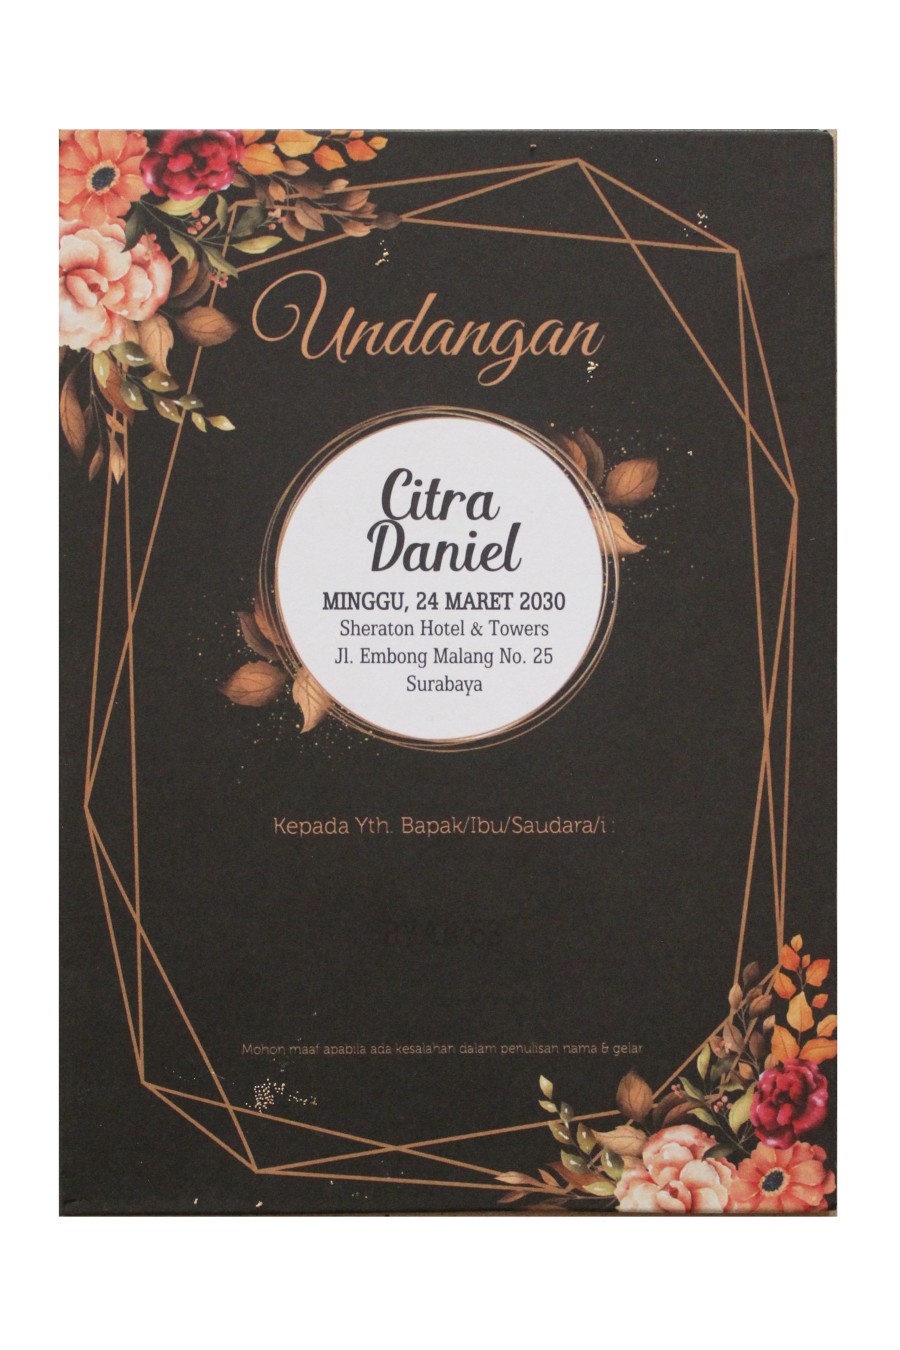 Undangan
Citra
Daniel
MINGGU, 24 MARET 2030
Sheraton Hotel & Towers
Jl. Embong Malang No. 25
Surabaya
Kepada Yth. Bapak/Ibu/Saudara/i :
Mohon maaf apabila ada kesalahan dalam penulisan nama & gelar